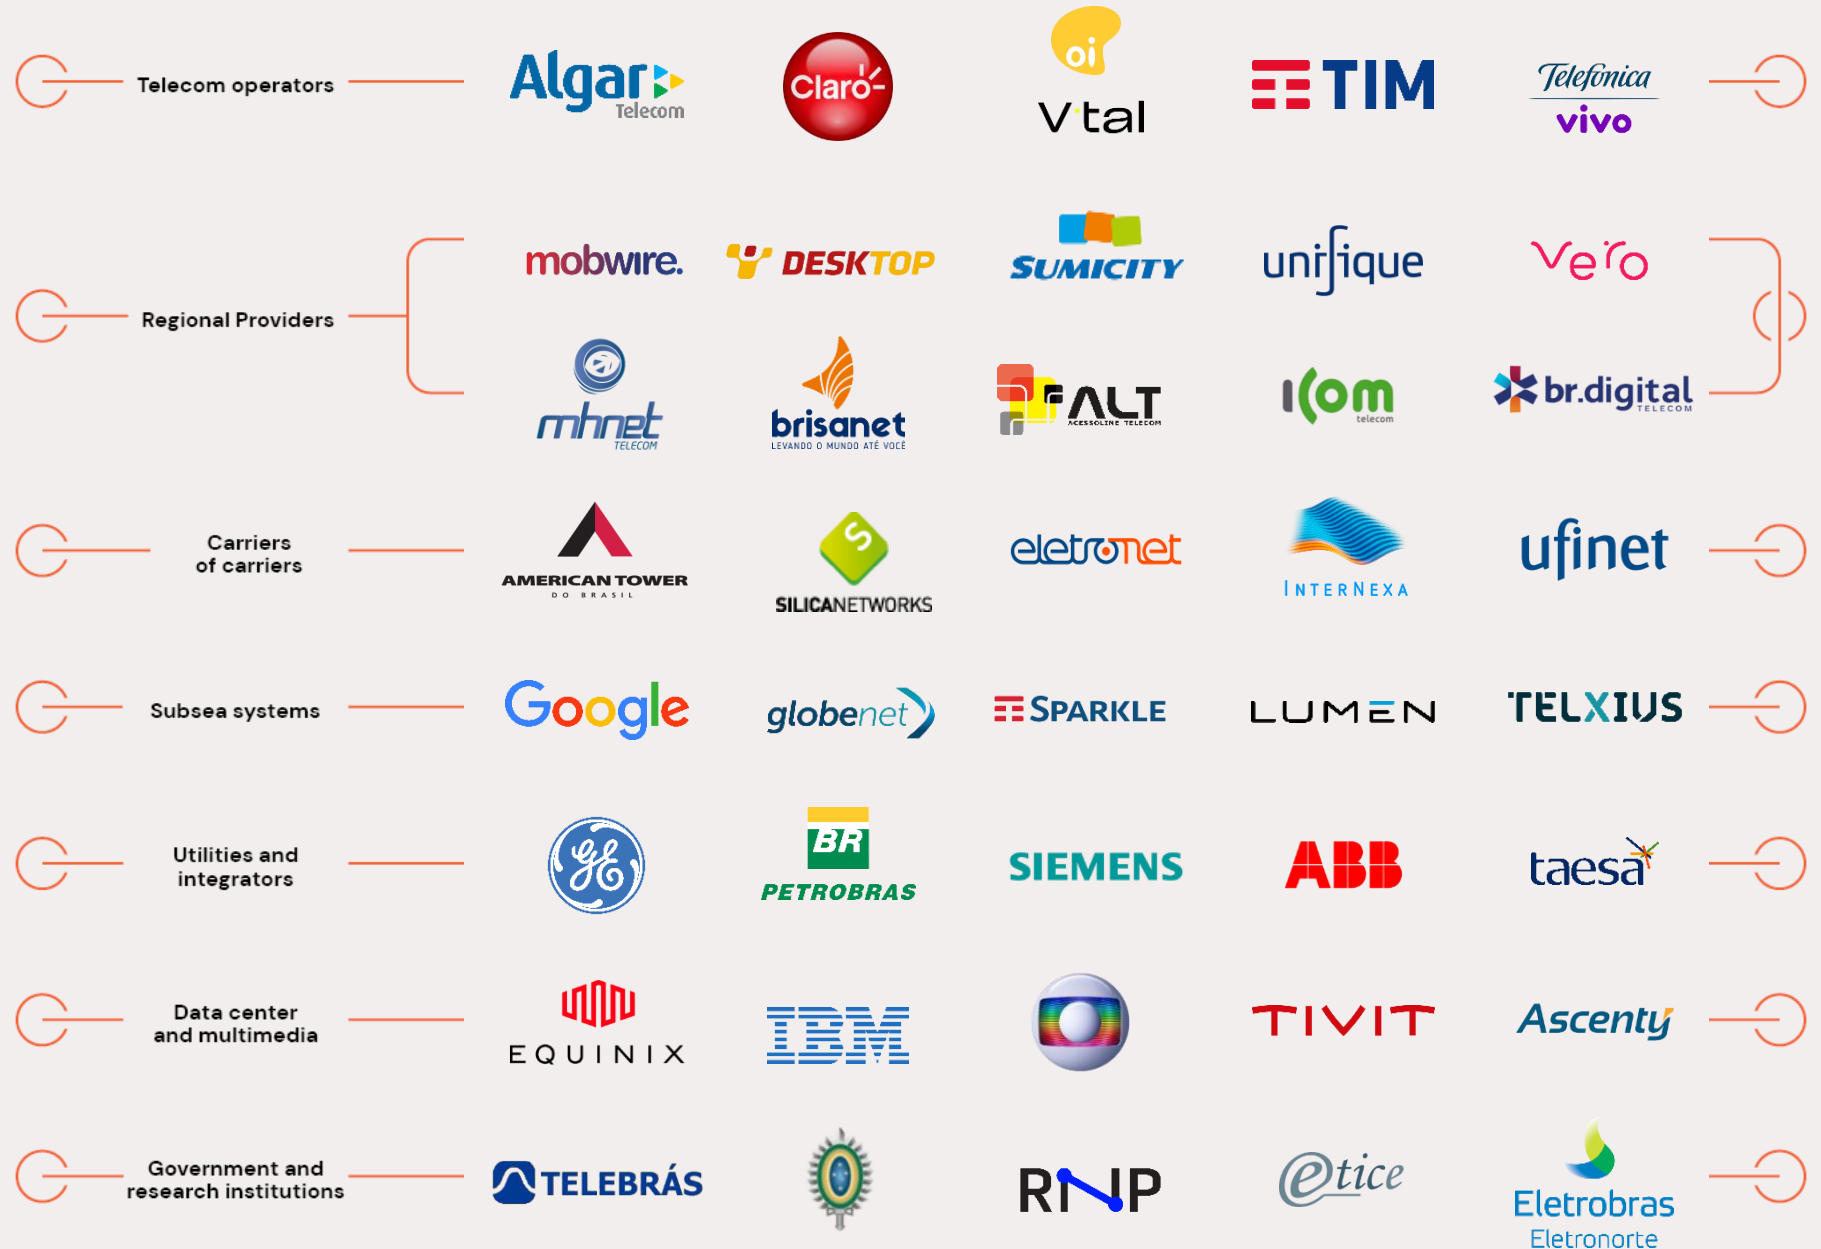 Telecom operators
Algar
Telecom
Claro
oi
V.tal
TIM
Telefónica
vivo
Regional Providers
mobwire.
DESKTOP
SUMICITY
unifique
vero
mhnet
TELECOM
brisanet
LEVANDO O MUNDO ATÉ VOCÊ
ALT
ACESSOLINE TELECOM
icom
telecom
br.digital
TELECOM
Carriers
of carriers
AMERICAN TOWER
DO BRASIL
S
SILICANETWORKS
eletronet
INTERNEXA
ufinet
Subsea systems
Google
globenet
SPARKLE
LUMEN
TELXIUS
Utilities and
integrators
GE
BR
PETROBRAS
SIEMENS
ABB
taesa
Data center
and multimedia
EQUINIX
IBM
TIVIT
Ascenty
Government and
research institutions
TELEBRÁS
RNP
etice
Eletrobras
Eletronorte